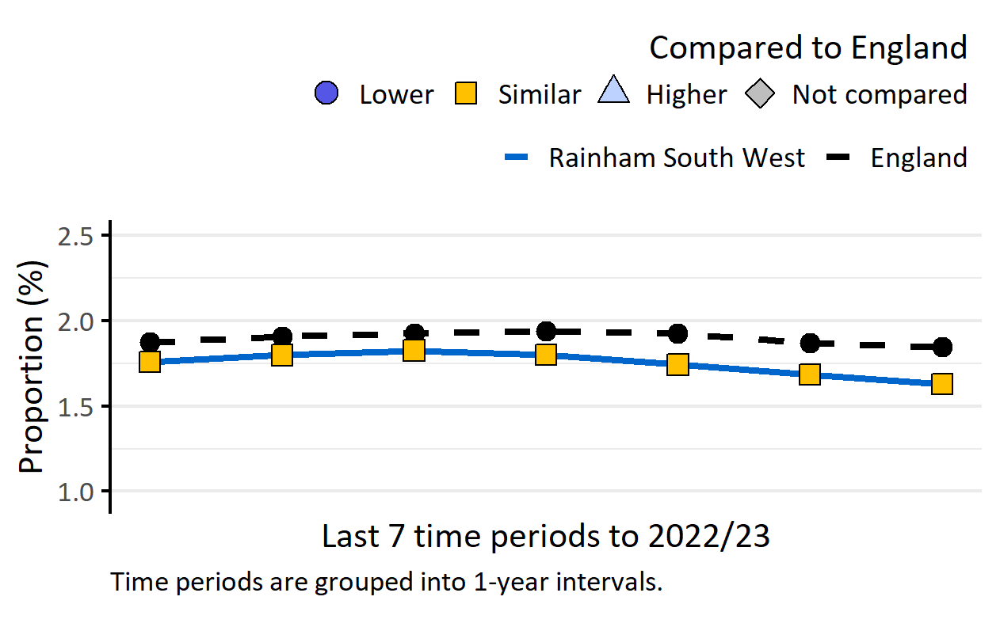 Compared to England
Lower Similar Higher Not compared
Rainham South West England
2.5
2.0
1.5
1.0
Proportion (%)
Last 7 time periods to 2022/23
Time periods are grouped into 1-year intervals.